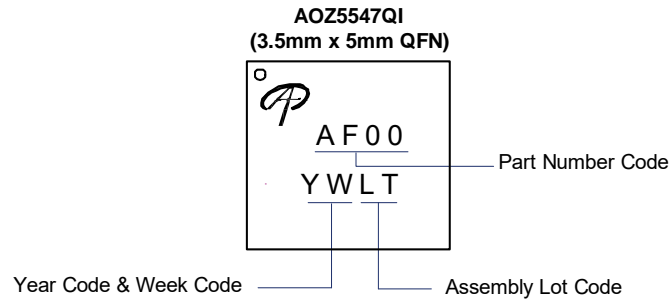 AOZ5547QI
(3.5mm x 5mm QFN)
AF00
Part Number Code
YWLT
Year Code & Week Code
Assembly Lot Code